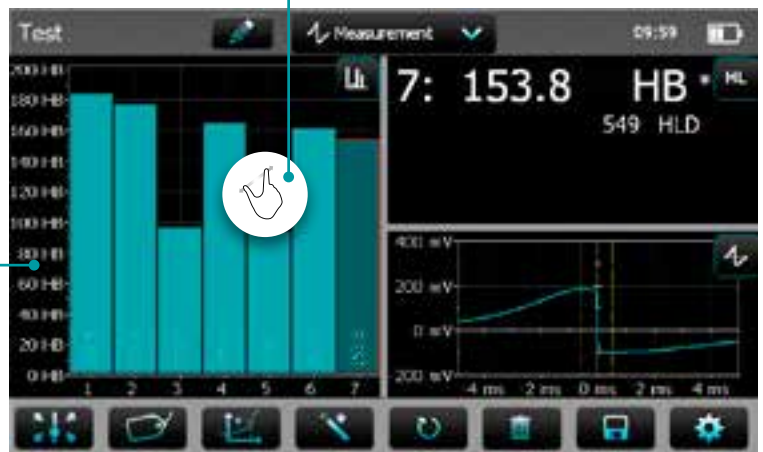 Test
Measurement
09:59
200 HB
180 HB
160 HB
140 HB
120 HB
100 HB
80 HB
60 HB
40 HB
20 HB
0 HB
1 2 3 4 5 6 7
7: 153.8 HB
HL
549 HLD
400 mV
200 mV
0 mV
200 mV
4 ms 2 ms 0 ms 2 ms 4 ms